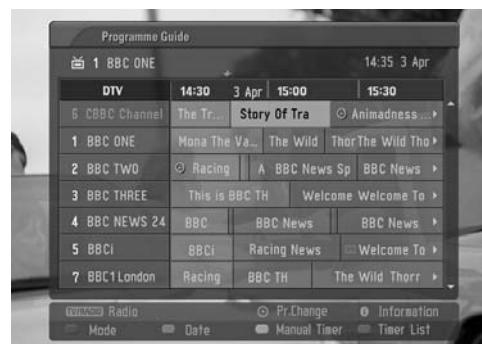 Programme Guide
1 BBC ONE 14:35 3 Apr
DTV 14:30 3 Apr 15:00 15:30
6 CBBC Channel The Tr... Story Of Tra Animadness ...
1 BBC ONE Mona The Va... The Wild Thor The Wild Tho
2 BBC TWO Racing A BBC News Sp BBC News
3 BBC THREE This is BBC TH Welcome Welcome To
4 BBC NEWS 24 BBC BBC News BBC News
5 BBCi BBCi Racing News Welcome To
7 BBC1 London Racing BBC TH The Wild Thorr
TV/RADIO Radio Pr.Change Information
Mode Date Manual Timer Timer List